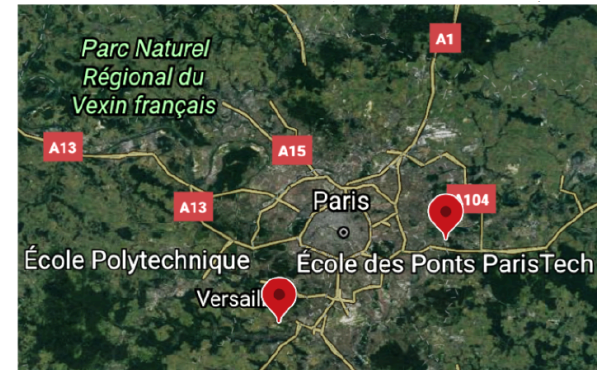 A1
Parc Naturel
Régional du
Vexin français
A13
A15
A13
Paris
A104
École Polytechnique
École des Ponts ParisTech
Versail